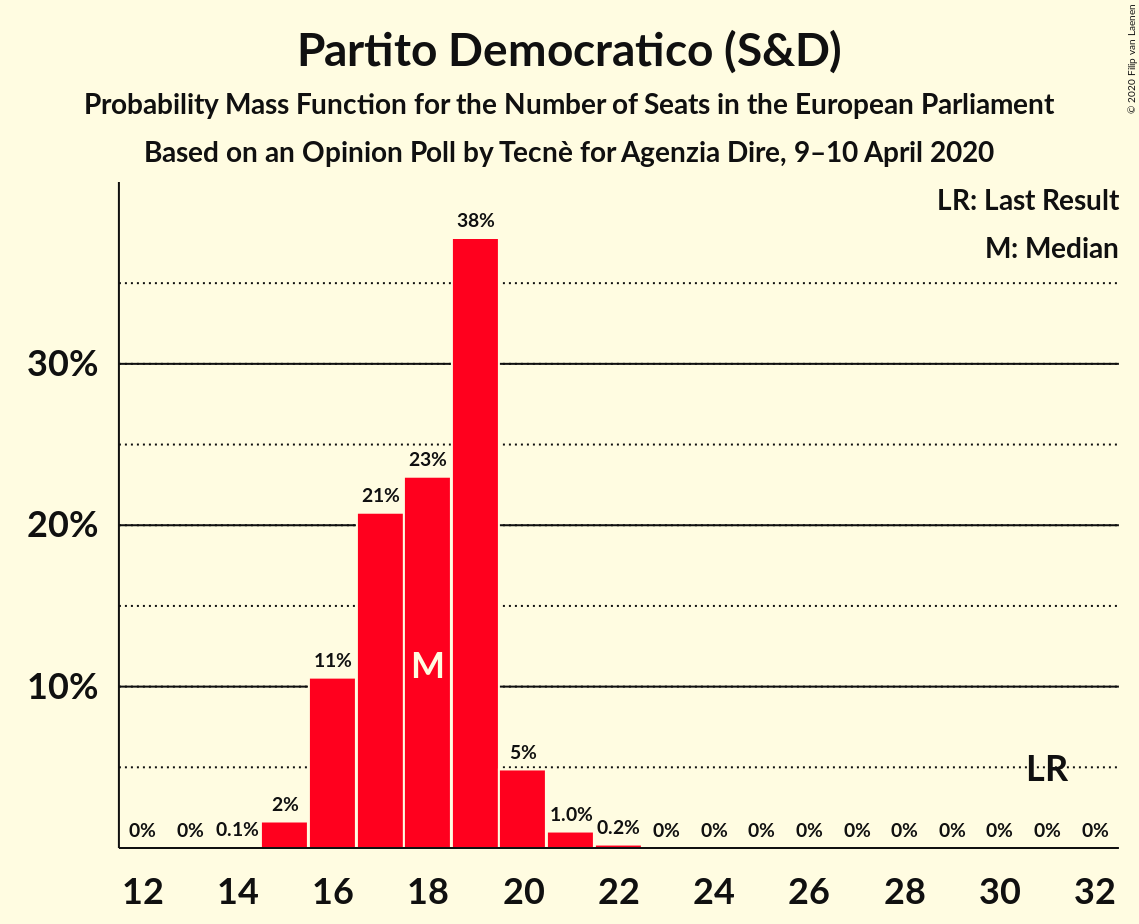 Partito Democratico (S&D)
Probability Mass Function for the Number of Seats in the European Parliament
Based on an Opinion Poll by Tecnè for Agenzia Dire, 9–10 April 2020
© 2020 Filip van Laenen
LR: Last Result
M: Median
38%
30%
23%
21%
20%
M
11%
10%
5%
LR
2%
1.0%
0% 0% 0.1% 0.2% 0% 0% 0% 0% 0% 0% 0% 0% 0% 0%
12 14 16 18 20 22 24 26 28 30 32